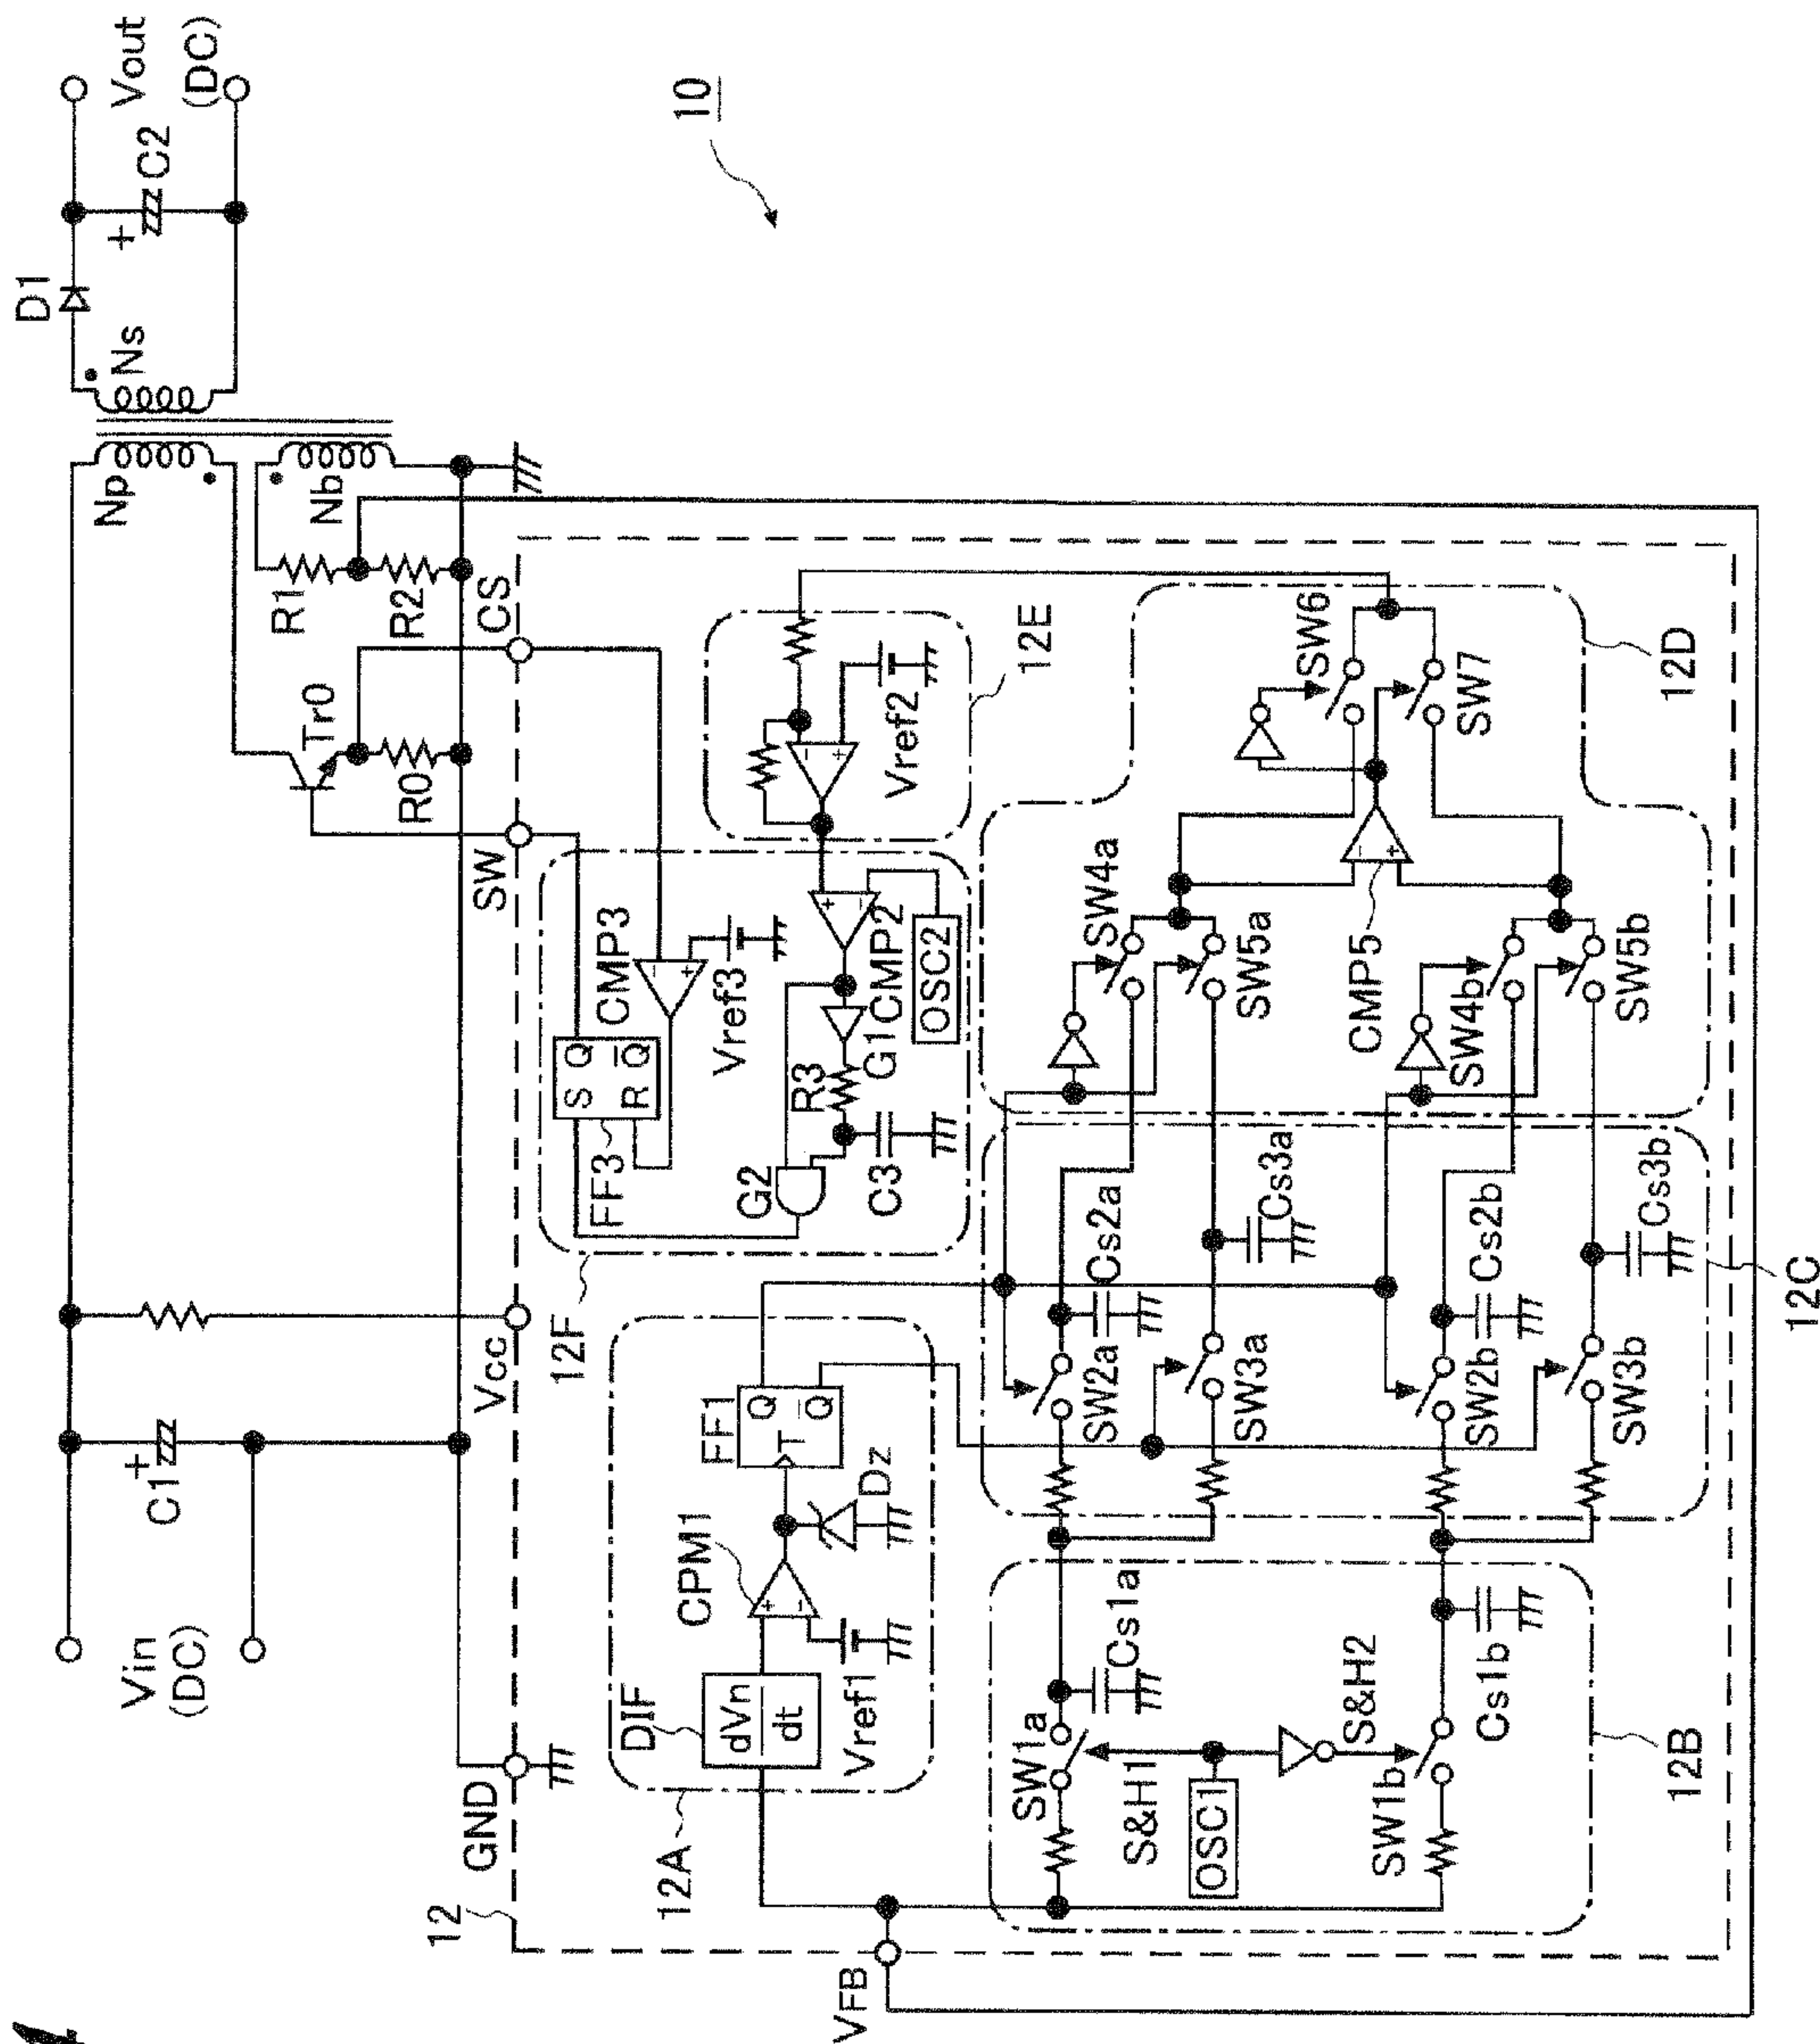 10
Vin
(DC)
C1
+
Np
Ns
D1
+
C2
Vout
(DC)
Nb
R1
R2
Tr0
R0
12
GND
Vcc
SW
CS
VFB
12A
DIF
dVn
dt
Vref1
CPM1
+
−
Dz
FF1
T
Q
Q̅
12F
FF3
S
Q
R
Q̅
CMP3
−
+
Vref3
G2
R3
C3
G1
CMP2
+
−
OSC2
12E
−
+
Vref2
12B
SW1a
Cs1a
S&H1
OSC1
S&H2
SW1b
Cs1b
12C
SW2a
Cs2a
SW3a
Cs3a
SW2b
Cs2b
SW3b
Cs3b
12D
SW4a
SW5a
CMP5
−
+
SW4b
SW5b
SW6
SW7